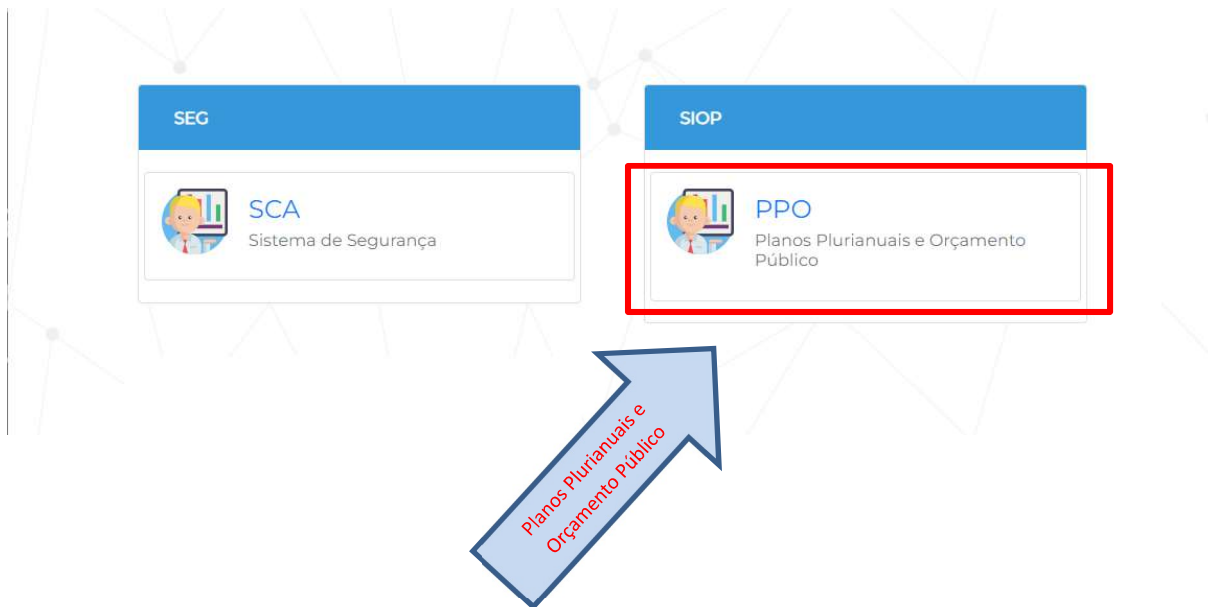 SEG
SCA
Sistema de Segurança
SIOP
PPO
Planos Plurianuais e Orçamento
Público
Planos Plurianuais e
Orçamento Público